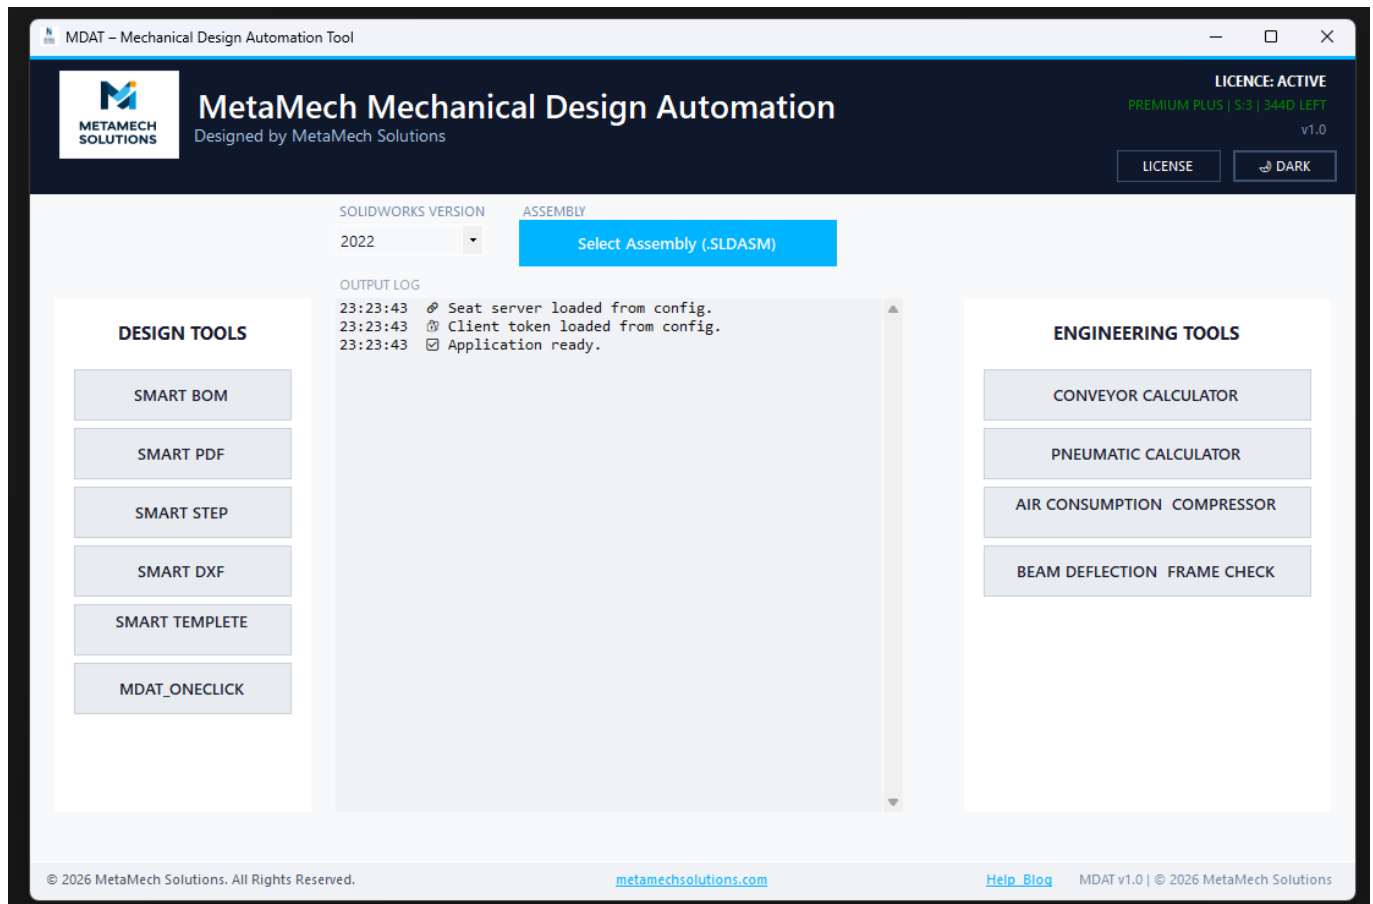 MDAT – Mechanical Design Automation Tool
METAMECH
SOLUTIONS
MetaMech Mechanical Design Automation
Designed by MetaMech Solutions
LICENCE: ACTIVE
PREMIUM PLUS | S:3 | 344D LEFT
v1.0
LICENSE
DARK
SOLIDWORKS VERSION
ASSEMBLY
2022
Select Assembly (.SLDASM)
OUTPUT LOG
23:23:43 Seat server loaded from config.
23:23:43 Client token loaded from config.
23:23:43 Application ready.
DESIGN TOOLS
SMART BOM
SMART PDF
SMART STEP
SMART DXF
SMART TEMPLETE
MDAT_ONECLICK
ENGINEERING TOOLS
CONVEYOR CALCULATOR
PNEUMATIC CALCULATOR
AIR CONSUMPTION  COMPRESSOR
BEAM DEFLECTION  FRAME CHECK
© 2026 MetaMech Solutions. All Rights Reserved.
metamechsolutions.com
Help  Blog
MDAT v1.0 | © 2026 MetaMech Solutions